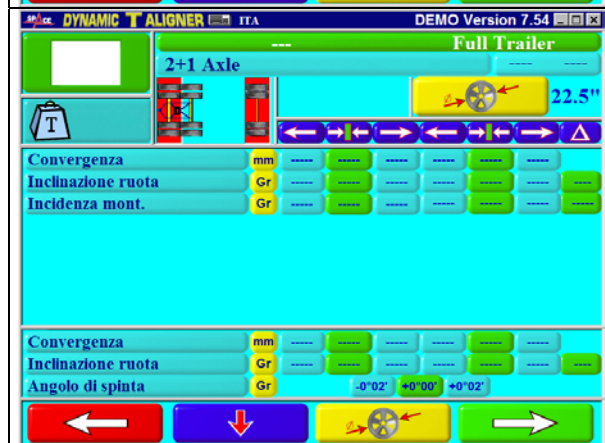 SPACE DYNAMIC T ALIGNER ITA DEMO Version 7.54
--- Full Trailer
2+1 Axle ---- ----
22.5"
T
Δ
Convergenza mm ----- ----- ----- ----- ----- -----
Inclinazione ruota Gr ----- ----- ----- ----- ----- ----- ----
Incidenza mont. Gr ----- ----- ----- ----- ----- ----- ----
Convergenza mm ----- ----- ----- ----- ----- -----
Inclinazione ruota Gr ----- ----- ----- ----- ----- ----- ----
Angolo di spinta Gr -0°02' +0°00' +0°02'